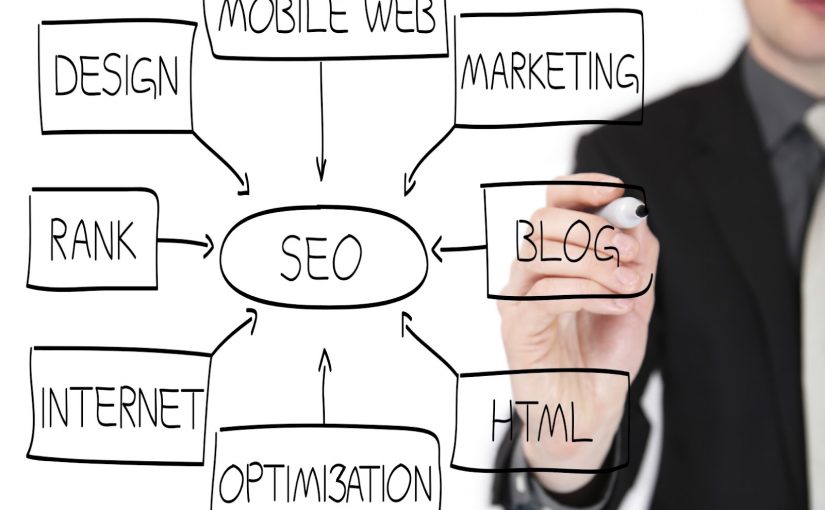 MOBILE WEB
DESIGN
MARKETING
RANK
SEO
BLOG
INTERNET
HTML
OPTIMIZATION